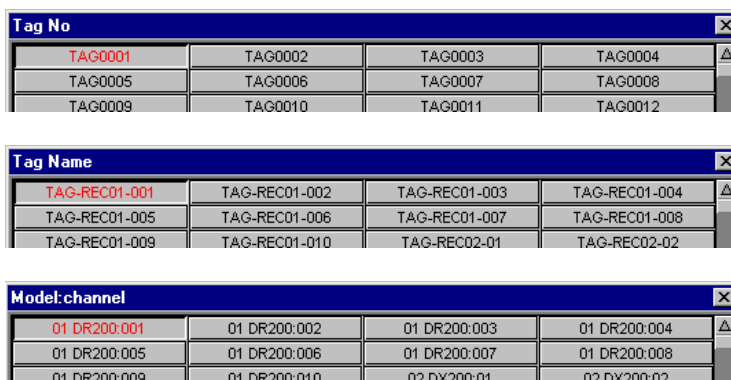 Tag No
TAG0001 TAG0002 TAG0003 TAG0004
TAG0005 TAG0006 TAG0007 TAG0008
TAG0009 TAG0010 TAG0011 TAG0012
Tag Name
TAG-REC01-001 TAG-REC01-002 TAG-REC01-003 TAG-REC01-004
TAG-REC01-005 TAG-REC01-006 TAG-REC01-007 TAG-REC01-008
TAG-REC01-009 TAG-REC01-010 TAG-REC02-01 TAG-REC02-02
Model:channel
01 DR200:001 01 DR200:002 01 DR200:003 01 DR200:004
01 DR200:005 01 DR200:006 01 DR200:007 01 DR200:008
01 DR200:009 01 DR200:010 02 DX200:01 02 DX200:02